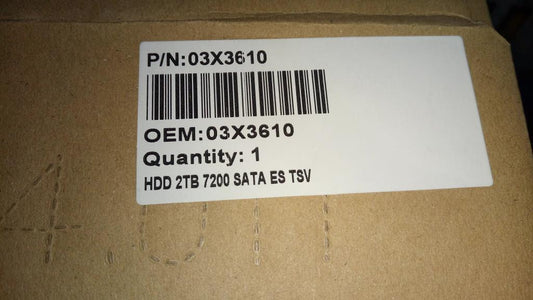 P/N:03X3610
OEM:03X3610
Quantity: 1
HDD 2TB 7200 SATA ES TSV